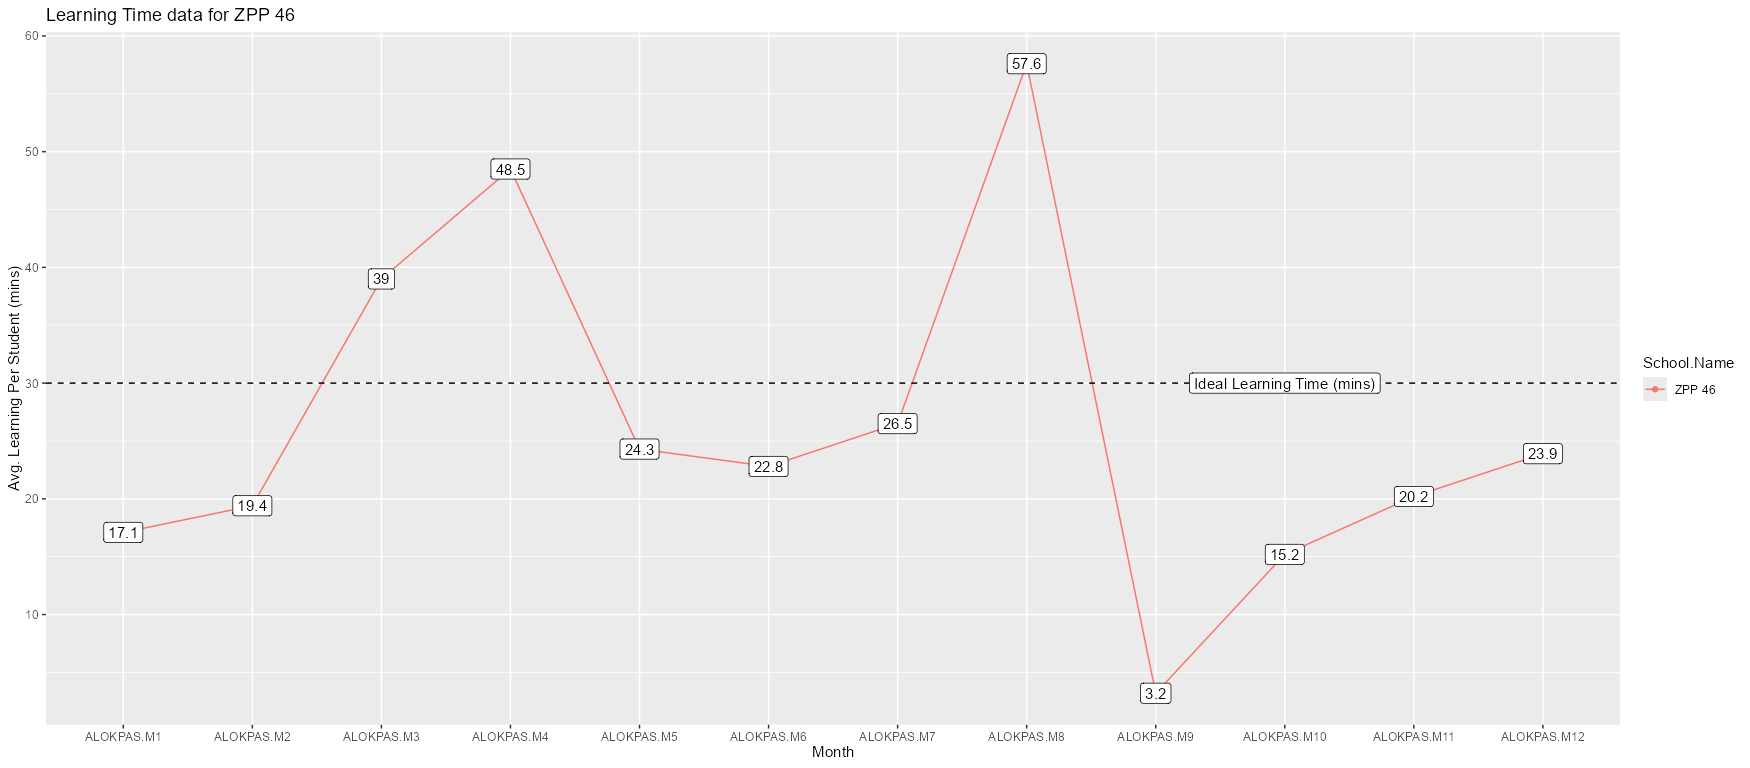 Learning Time data for ZPP 46
Avg. Learning Per Student (mins)
60
50
40
30
20
10
17.1
19.4
39
48.5
24.3
22.8
26.5
57.6
3.2
15.2
20.2
23.9
Ideal Learning Time (mins)
ALOKPAS.M1
ALOKPAS.M2
ALOKPAS.M3
ALOKPAS.M4
ALOKPAS.M5
ALOKPAS.M6
ALOKPAS.M7
ALOKPAS.M8
ALOKPAS.M9
ALOKPAS.M10
ALOKPAS.M11
ALOKPAS.M12
Month
School.Name
ZPP 46